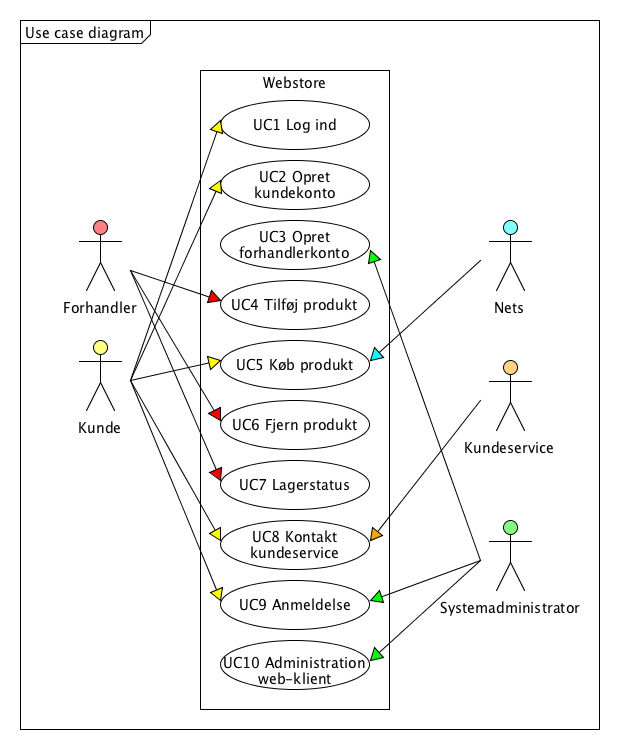 Use case diagram
Webstore
UC1 Log ind
UC2 Opret
kundekonto
UC3 Opret
forhandlerkonto
UC4 Tilføj produkt
UC5 Køb produkt
UC6 Fjern produkt
UC7 Lagerstatus
UC8 Kontakt
kundeservice
UC9 Anmeldelse
UC10 Administration
web-klient
Forhandler
Kunde
Nets
Kundeservice
Systemadministrator